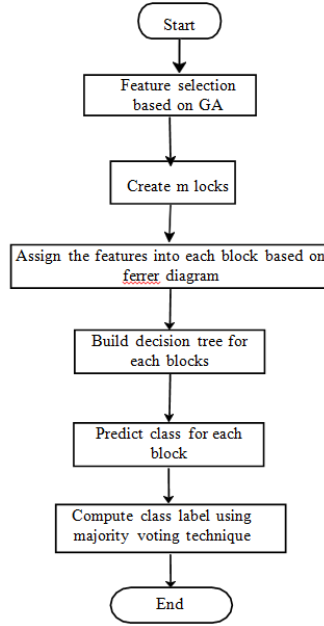 Start
Feature selection
based on GA
Create m locks
Assign the features into each block based on
ferrer diagram
Build decision tree for
each blocks
Predict class for each
block
Compute class label using
majority voting technique
End